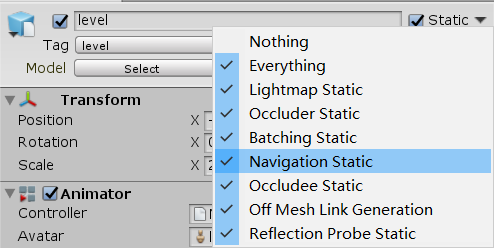 level
Static
Tag
level
Model
Select
Nothing
Everything
Lightmap Static
Occluder Static
Batching Static
Navigation Static
Occludee Static
Off Mesh Link Generation
Reflection Probe Static
Transform
Position
X
Rotation
X
Scale
X
Animator
Controller
Avatar